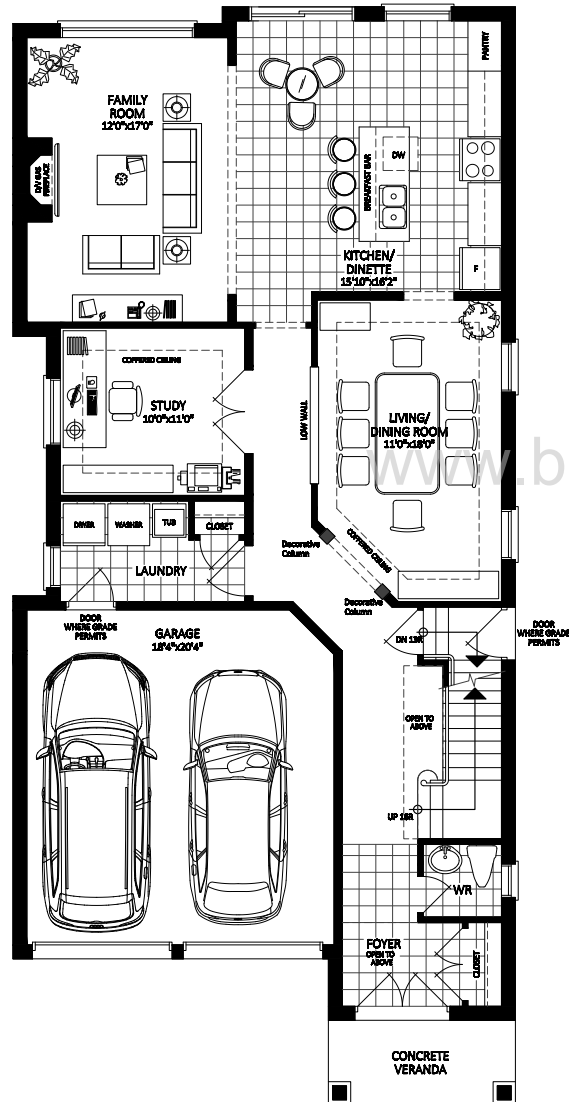 PANTRY
FAMILY
ROOM
12'0"x17'0"
D/V GAS
FIREPLACE
BREAKFAST BAR
DW
KITCHEN/
DINETTE
15'10"x16'2"
F
COFFERED CEILING
STUDY
10'0"x11'0"
LOW WALL
LIVING/
DINING ROOM
11'0"x18'0"
www.b
COFFERED CEILING
DRYER
WASHER
TUB
CLOSET
LAUNDRY
Decorative
Column
Decorative
Column
DOOR
WHERE GRADE
PERMITS
GARAGE
18'4"x20'4"
DN 13R
DOOR
WHERE GRADE
PERMITS
OPEN TO
ABOVE
UP 16R
WR
FOYER
OPEN TO
ABOVE
CLOSET
CONCRETE
VERANDA